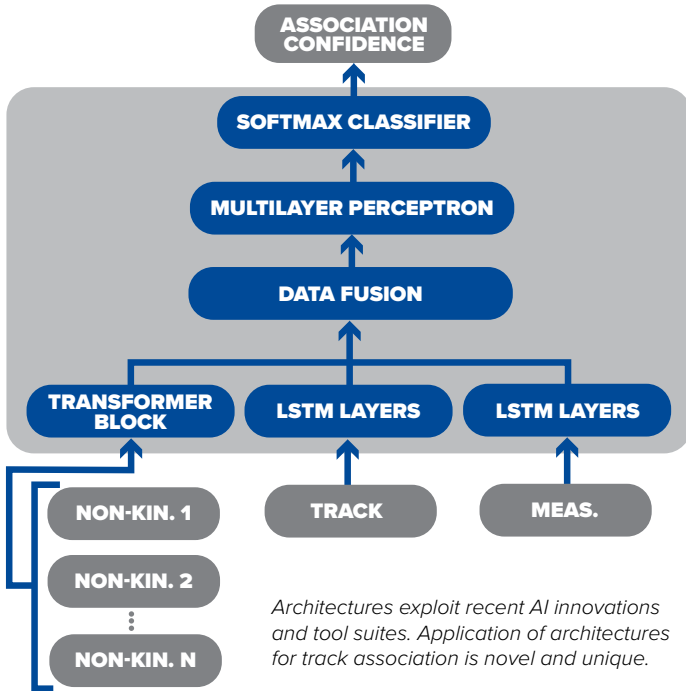 ASSOCIATION
CONFIDENCE
SOFTMAX CLASSIFIER
MULTILAYER PERCEPTRON
DATA FUSION
TRANSFORMER
BLOCK
LSTM LAYERS
LSTM LAYERS
NON-KIN. 1
TRACK
MEAS.
NON-KIN. 2
NON-KIN. N
Architectures exploit recent AI innovations
and tool suites. Application of architectures
for track association is novel and unique.